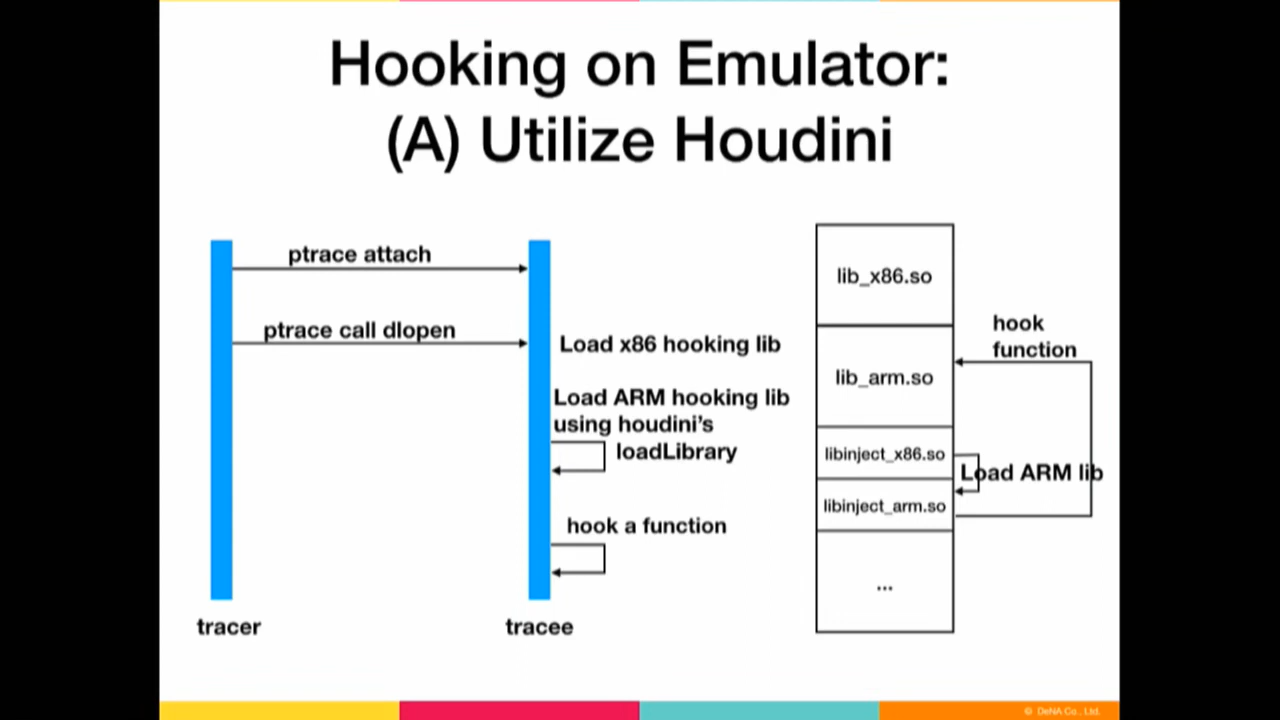 Hooking on Emulator:
(A) Utilize Houdini
ptrace attach
ptrace call dlopen
Load x86 hooking lib
Load ARM hooking lib
using houdini's
loadLibrary
hook a function
tracer
tracee
lib_x86.so
lib_arm.so
libinject_x86.so
libinject_arm.so
...
hook
function
Load ARM lib
© DeNA Co., Ltd.